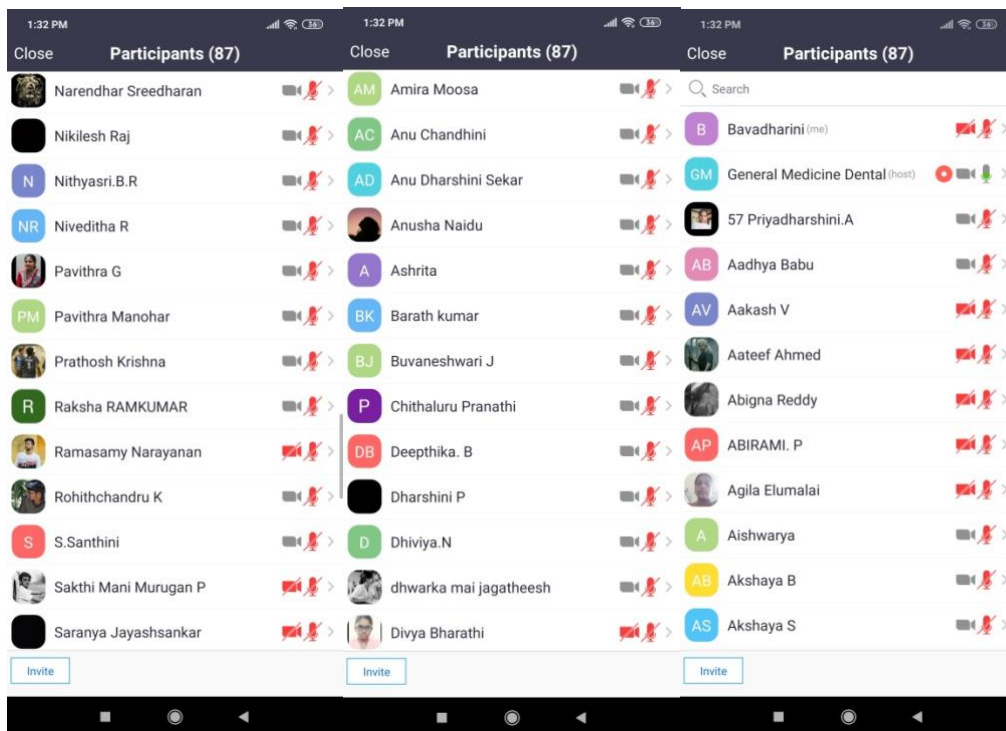 1:32 PM
36
Close
Participants (87)
Narendhar Sreedharan
Nikilesh Raj
N
Nithyasri.B.R
NR
Niveditha R
Pavithra G
PM
Pavithra Manohar
Prathosh Krishna
R
Raksha RAMKUMAR
Ramasamy Narayanan
Rohithchandru K
S
S.Santhini
Sakthi Mani Murugan P
Saranya Jayashsankar
Invite
1:32 PM
36
Close
Participants (87)
AM
Amira Moosa
AC
Anu Chandhini
AD
Anu Dharshini Sekar
Anusha Naidu
A
Ashrita
BK
Barath kumar
BJ
Buvaneshwari J
P
Chithaluru Pranathi
DB
Deepthika. B
Dharshini P
D
Dhiviya.N
dhwarka mai jagatheesh
Divya Bharathi
Invite
1:32 PM
36
Close
Participants (87)
Search
B
Bavadharini (me)
GM
General Medicine Dental (host)
57 Priyadharshini.A
AB
Aadhya Babu
AV
Aakash V
Aateef Ahmed
Abigna Reddy
AP
ABIRAMI. P
Agila Elumalai
A
Aishwarya
AB
Akshaya B
AS
Akshaya S
Invite